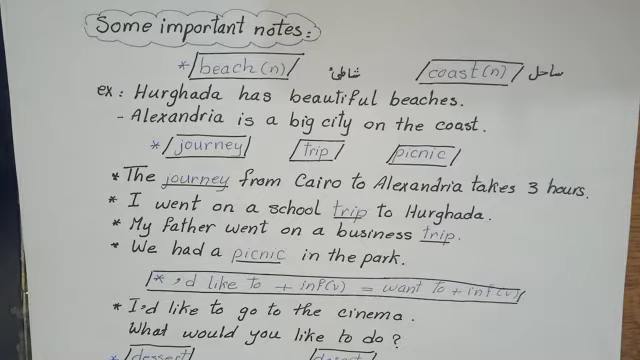 Some important notes:
* beach (n) شاطئ coast (n) ساحل
ex: Hurghada has beautiful beaches.
- Alexandria is a big city on the coast.
* journey trip picnic
* The journey from Cairo to Alexandria takes 3 hours.
* I went on a school trip to Hurghada.
* My father went on a business trip.
* We had a picnic in the park.
* ,d like to + inf(v) = want to + inf(v)
* I,d like to go to the cinema.
What would you like to do?
* dessert desert